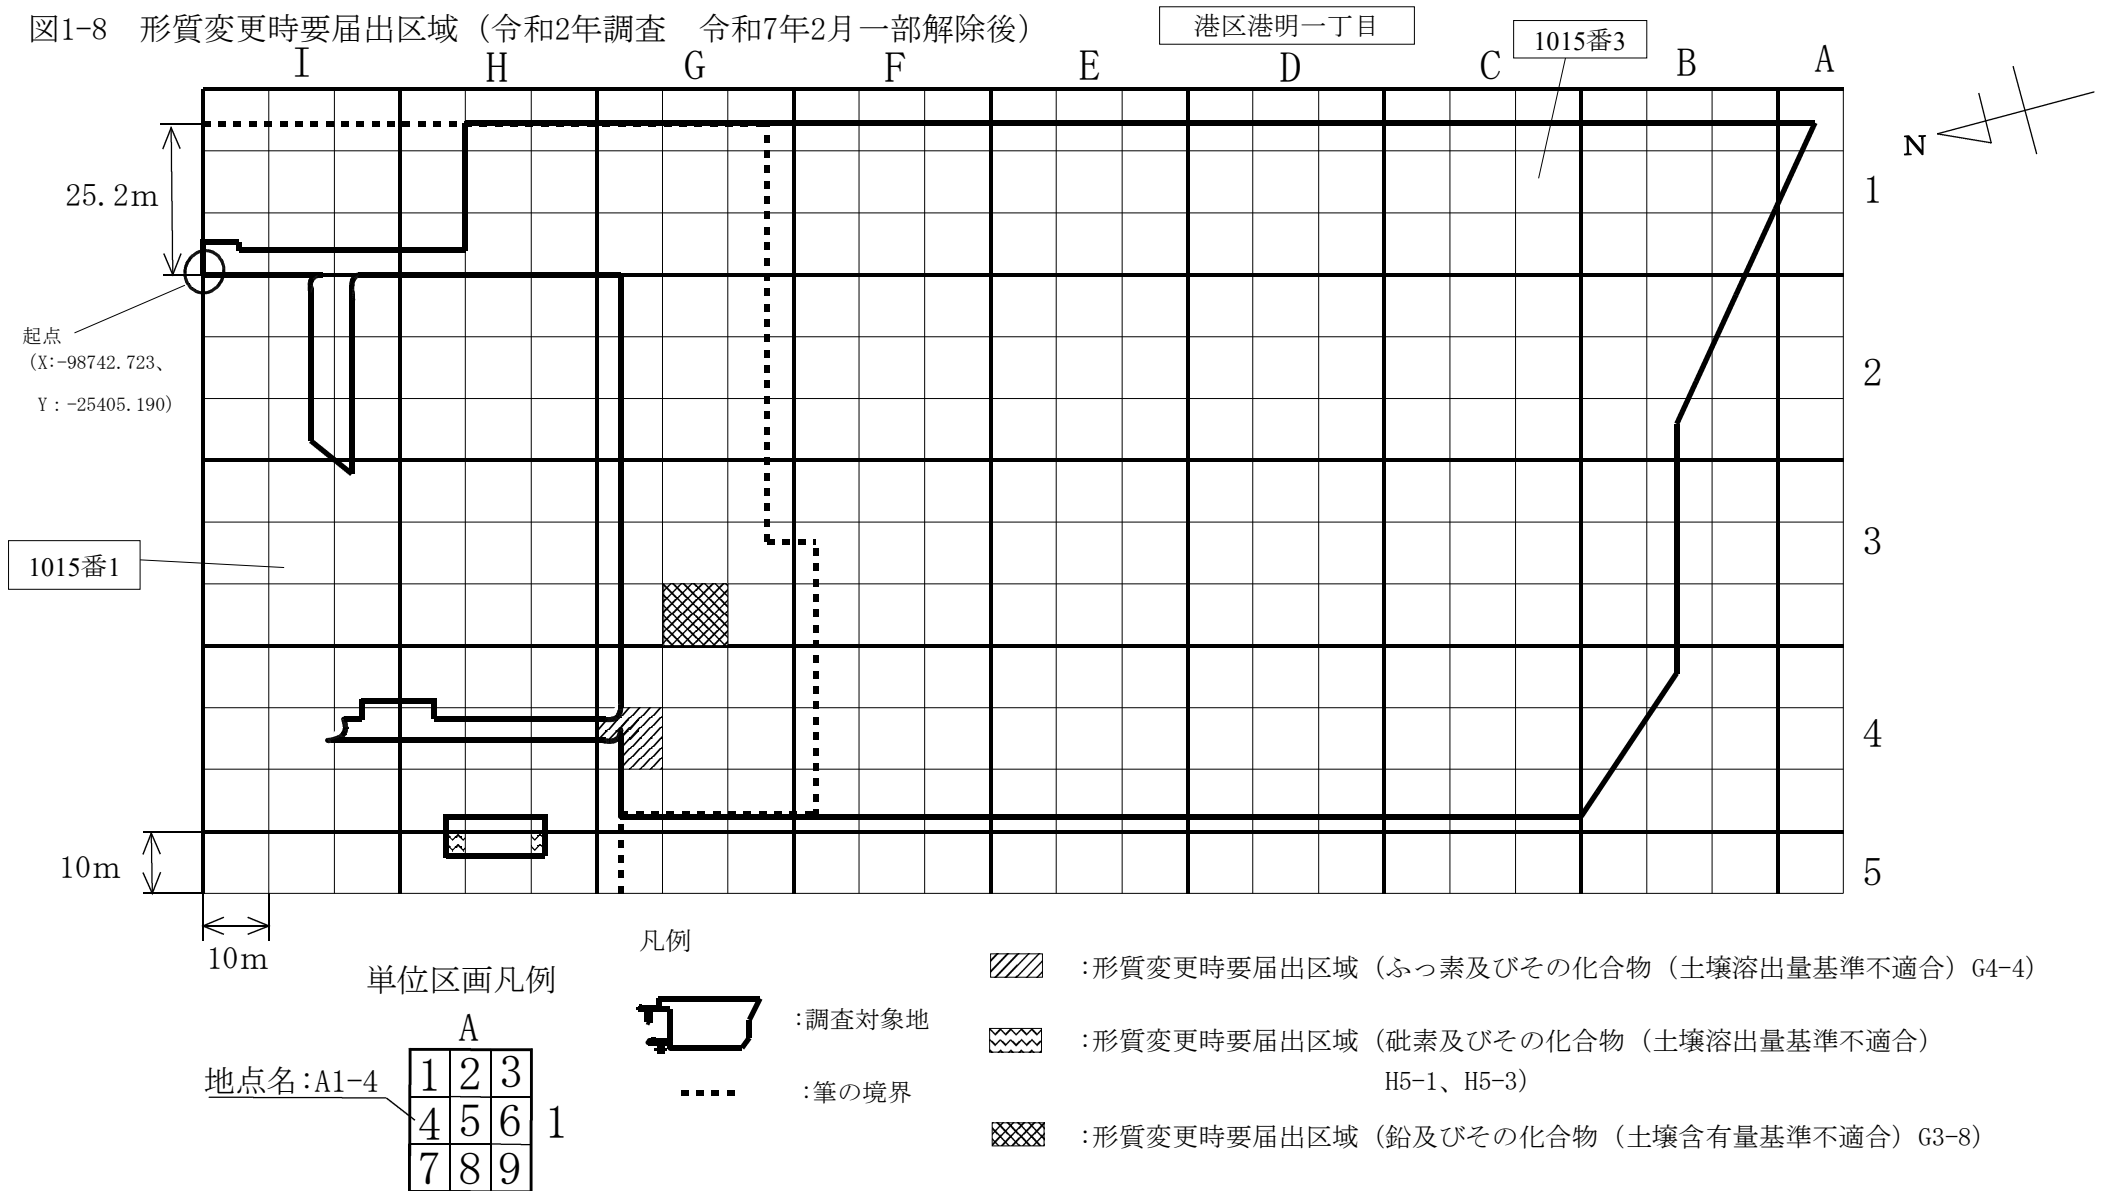 図1-8　形質変更時要届出区域（令和2年調査　令和7年2月一部解除後）
港区港明一丁目
1015番3
I H G F E D C B A
N
25.2m
1
起点
（X:-98742.723、
Y：-25405.190）
2
3
1015番1
4
10m
5
10m
凡例
単位区画凡例
A
地点名:A1-4
1 2 3
4 5 6
7 8 9
1
:調査対象地
:筆の境界
:形質変更時要届出区域（ふっ素及びその化合物（土壌溶出量基準不適合）G4-4）
:形質変更時要届出区域（砒素及びその化合物（土壌溶出量基準不適合）
H5-1、H5-3）
:形質変更時要届出区域（鉛及びその化合物（土壌含有量基準不適合）G3-8）